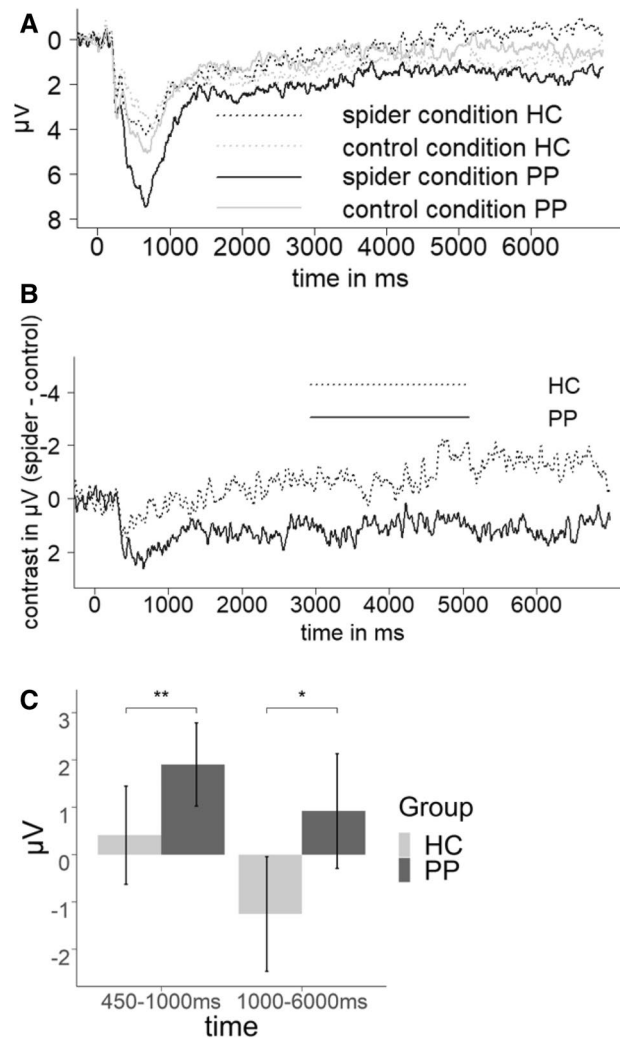 A
0
2
4
6
8
µV
spider condition HC
control condition HC
spider condition PP
control condition PP
0 1000 2000 3000 4000 5000 6000
time in ms
B
contrast in µV (spider - control)
-4
-2
0
2
HC
PP
0 1000 2000 3000 4000 5000 6000
time in ms
C
** *
3
2
1
0
-1
-2
µV
Group
HC
PP
450-1000ms 1000-6000ms
time